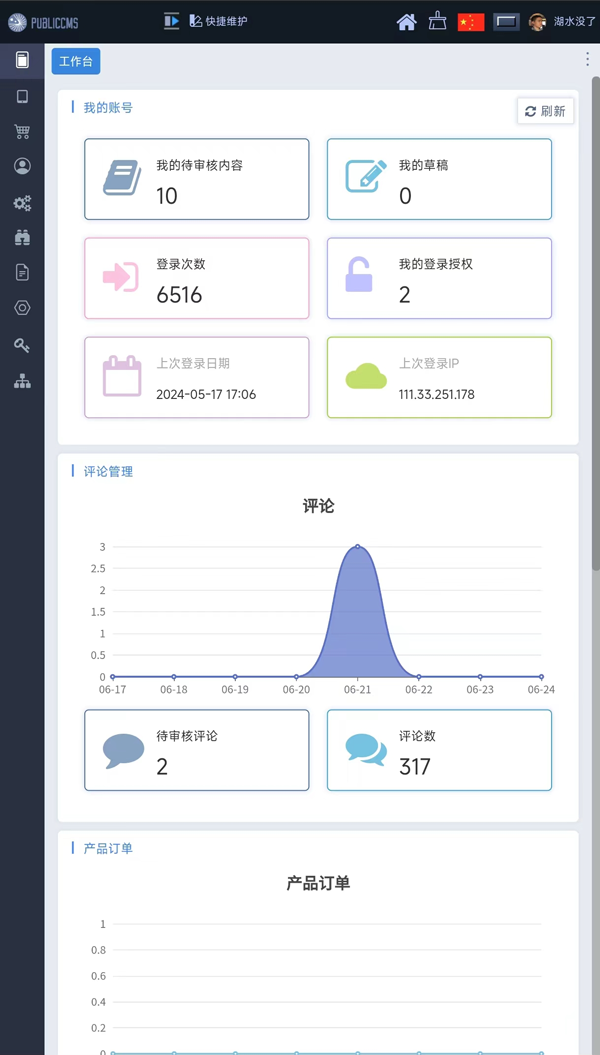 PUBLICCMS
快捷维护
湖水没了
工作台
我的账号
刷新
我的待审核内容
10
我的草稿
0
登录次数
6516
我的登录授权
2
上次登录日期
2024-05-17 17:06
上次登录IP
111.33.251.178
评论管理
评论
3
2.5
2
1.5
1
0.5
0
06-17 06-18 06-19 06-20 06-21 06-22 06-23 06-24
待审核评论
2
评论数
317
产品订单
产品订单
1
0.8
0.6
0.4
0.2
0